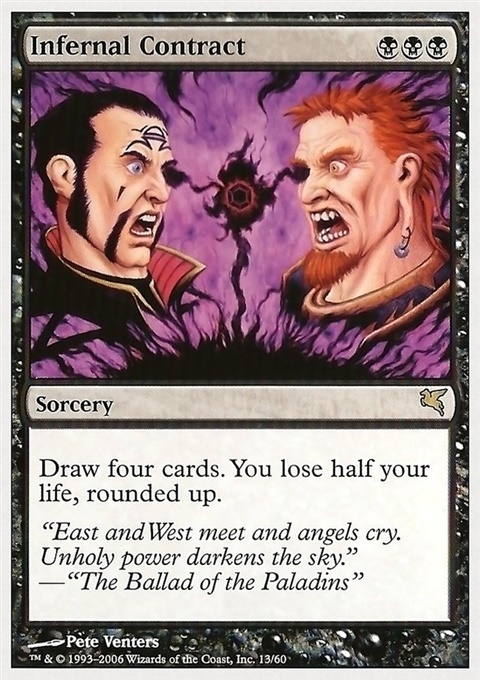 Infernal Contract
Sorcery
Draw four cards. You lose half your
life, rounded up.
“East and West meet and angels cry.
Unholy power darkens the sky.”
—“The Ballad of the Paladins”
Pete Venters
™ & © 1993–2006 Wizards of the Coast, Inc. 13/60